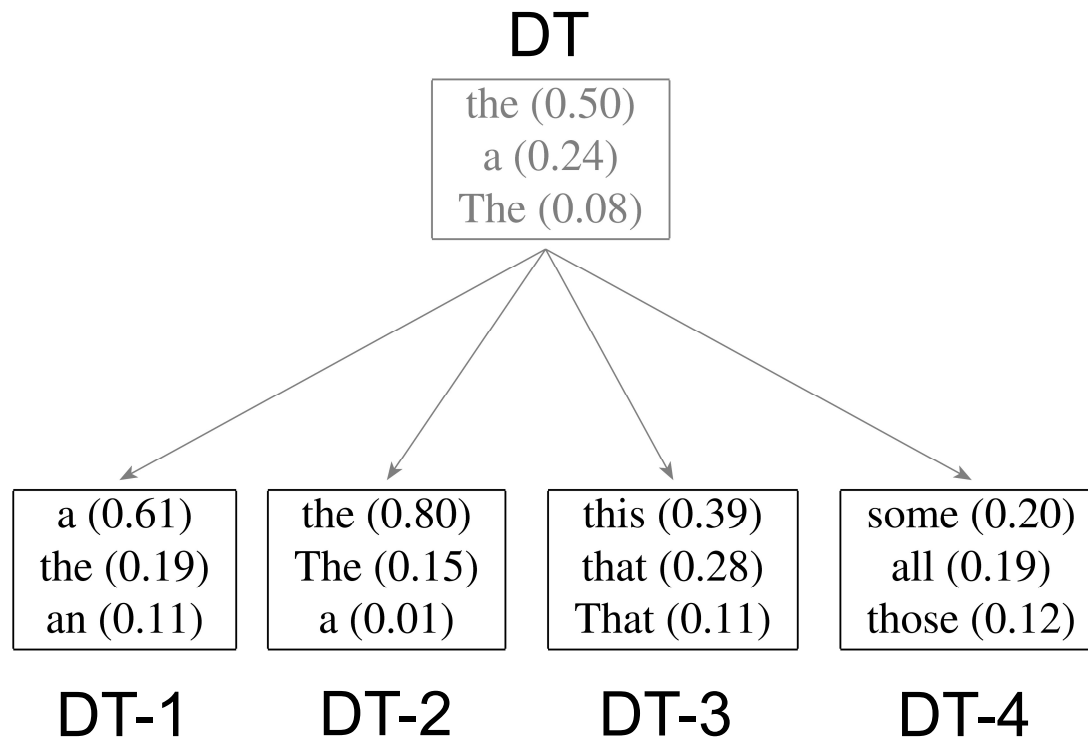 DT
the (0.50)
a (0.24)
The (0.08)
a (0.61)
the (0.19)
an (0.11)
the (0.80)
The (0.15)
a (0.01)
this (0.39)
that (0.28)
That (0.11)
some (0.20)
all (0.19)
those (0.12)
DT-1
DT-2
DT-3
DT-4